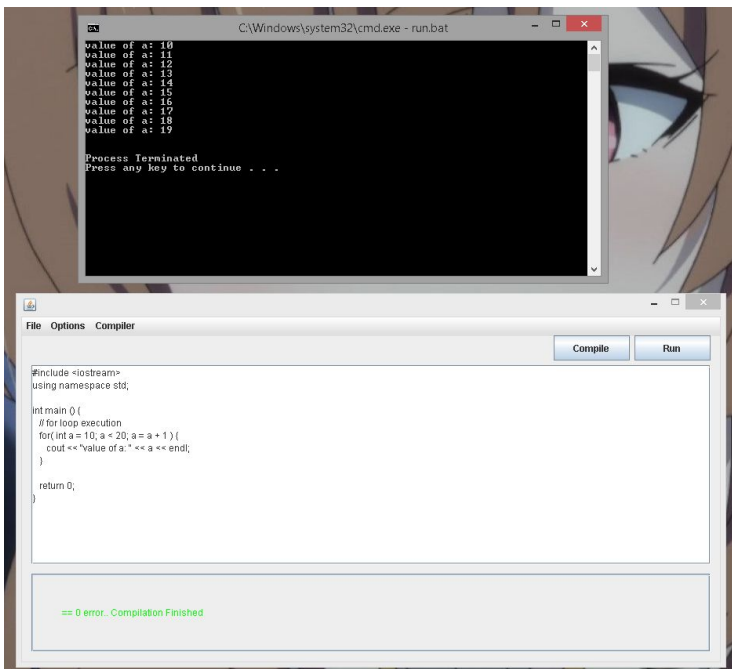 C:\Windows\system32\cmd.exe - run.bat
value of a: 10
value of a: 11
value of a: 12
value of a: 13
value of a: 14
value of a: 15
value of a: 16
value of a: 17
value of a: 18
value of a: 19
Process Terminated
Press any key to continue . . .
File Options Compiler
Compile Run
#include <iostream>
using namespace std;
int main () {
// for loop execution
for( int a = 10; a < 20; a = a + 1 ) {
cout << "value of a: " << a << endl;
}
return 0;
}
== 0 error.. Compilation Finished